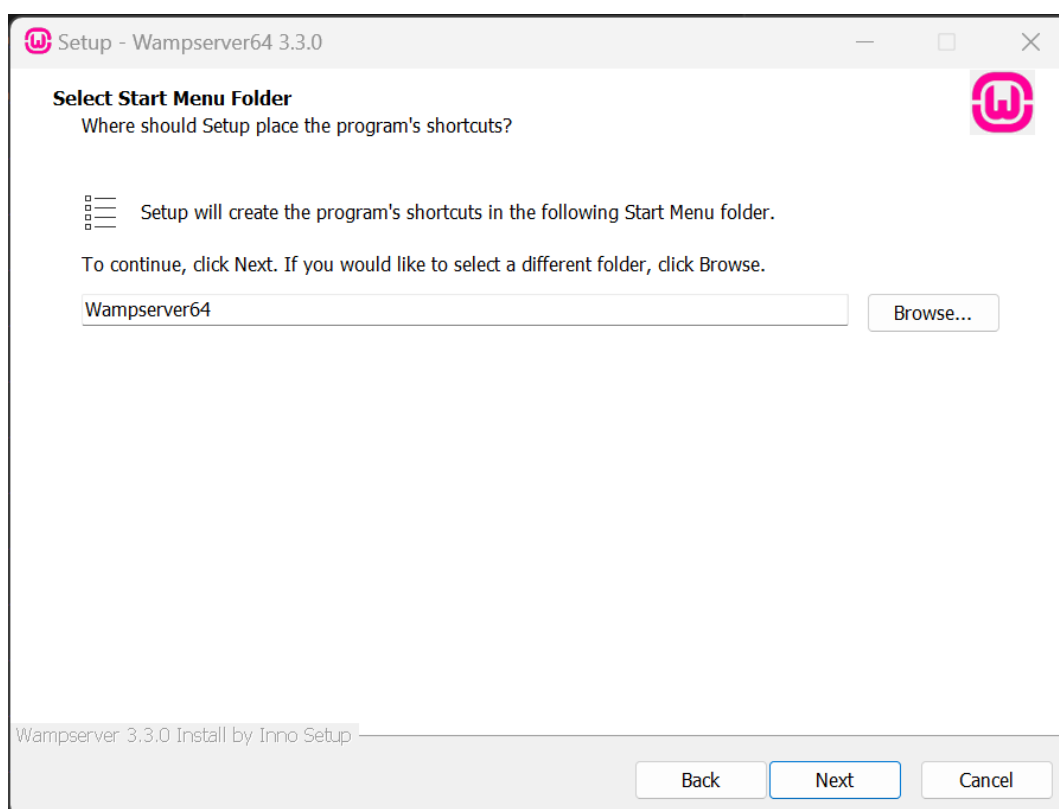 Setup - Wampserver64 3.3.0
Select Start Menu Folder
Where should Setup place the program's shortcuts?
Setup will create the program's shortcuts in the following Start Menu folder.
To continue, click Next. If you would like to select a different folder, click Browse.
Wampserver64
Browse...
Wampserver 3.3.0 Install by Inno Setup
Back
Next
Cancel